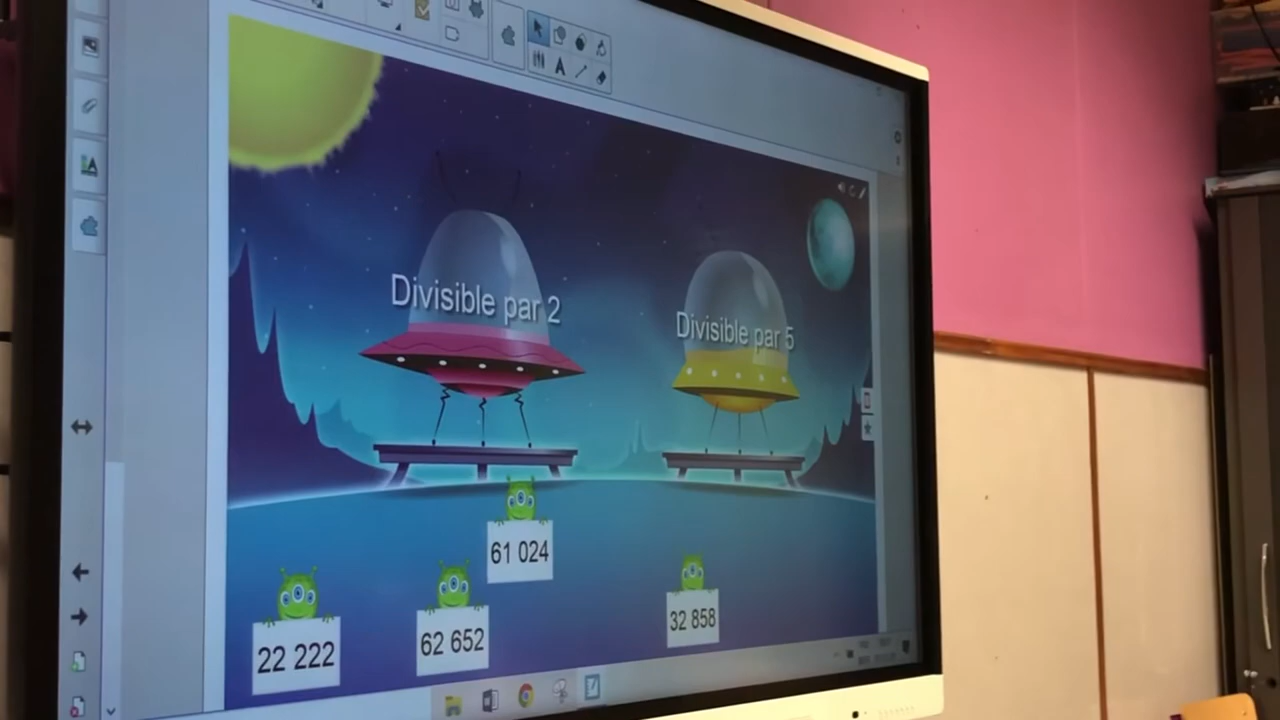 Divisible par 2
Divisible par 5
61 024
22 222
62 652
32 858